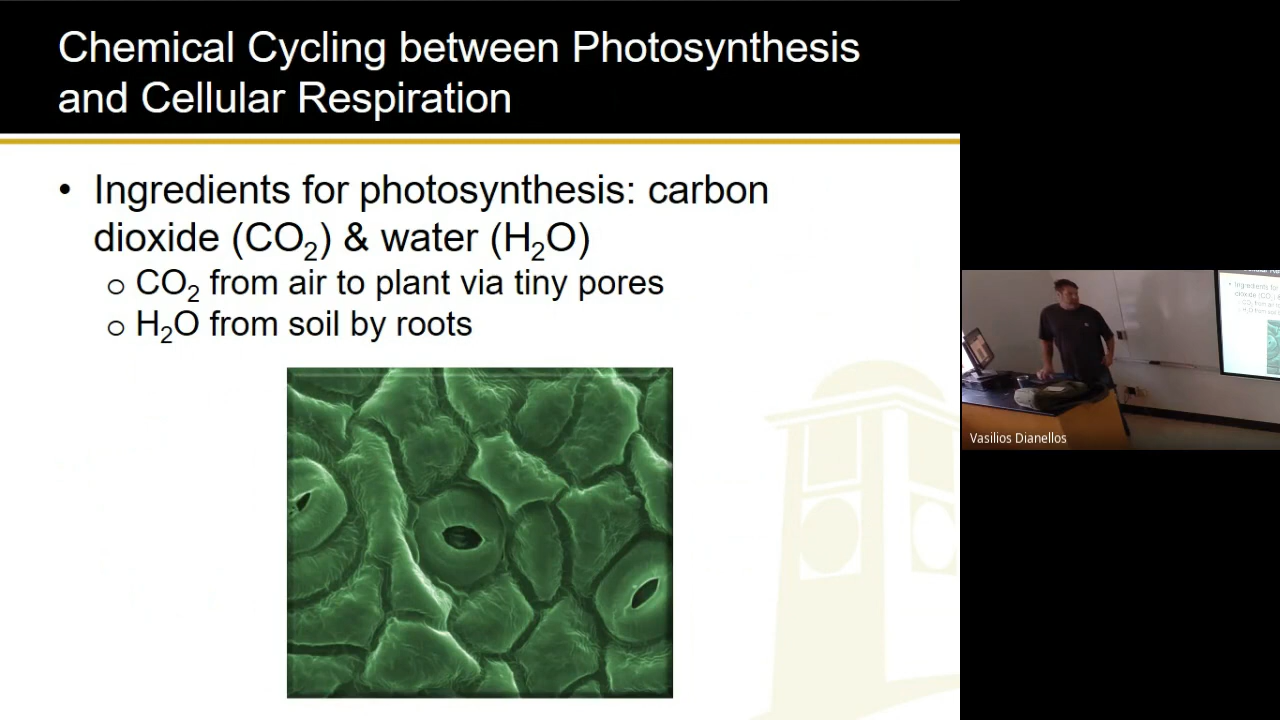 Chemical Cycling between Photosynthesis
and Cellular Respiration
• Ingredients for photosynthesis: carbon
dioxide (CO₂) & water (H₂O)
o CO₂ from air to plant via tiny pores
o H₂O from soil by roots
Vasilios Dianellos